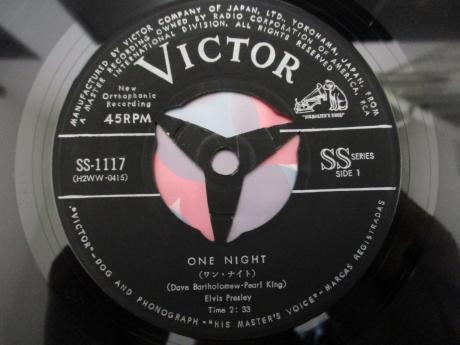 MANUFACTURED BY VICTOR COMPANY OF JAPAN, LTD., YOKOHAMA, JAPAN, FROM
A MASTER RECORDING OWNED BY RADIO CORPORATION OF AMERICA, RCA
INTERNATIONAL DIVISION. ALL RIGHTS RESERVED
VICTOR
New
Orthophonic
Recording
45RPM
"HIS MASTER'S VOICE"
SS-1117
(H2WW-0415)
SS SERIES
SIDE 1
ONE NIGHT
(ワン・ナイト)
(Dave Bartholomew-Pearl King)
Elvis Presley
Time 2: 33
"VICTOR"-DOG AND PHONOGRAPH-"HIS MASTER'S VOICE"-MARCAS REGISTRADAS